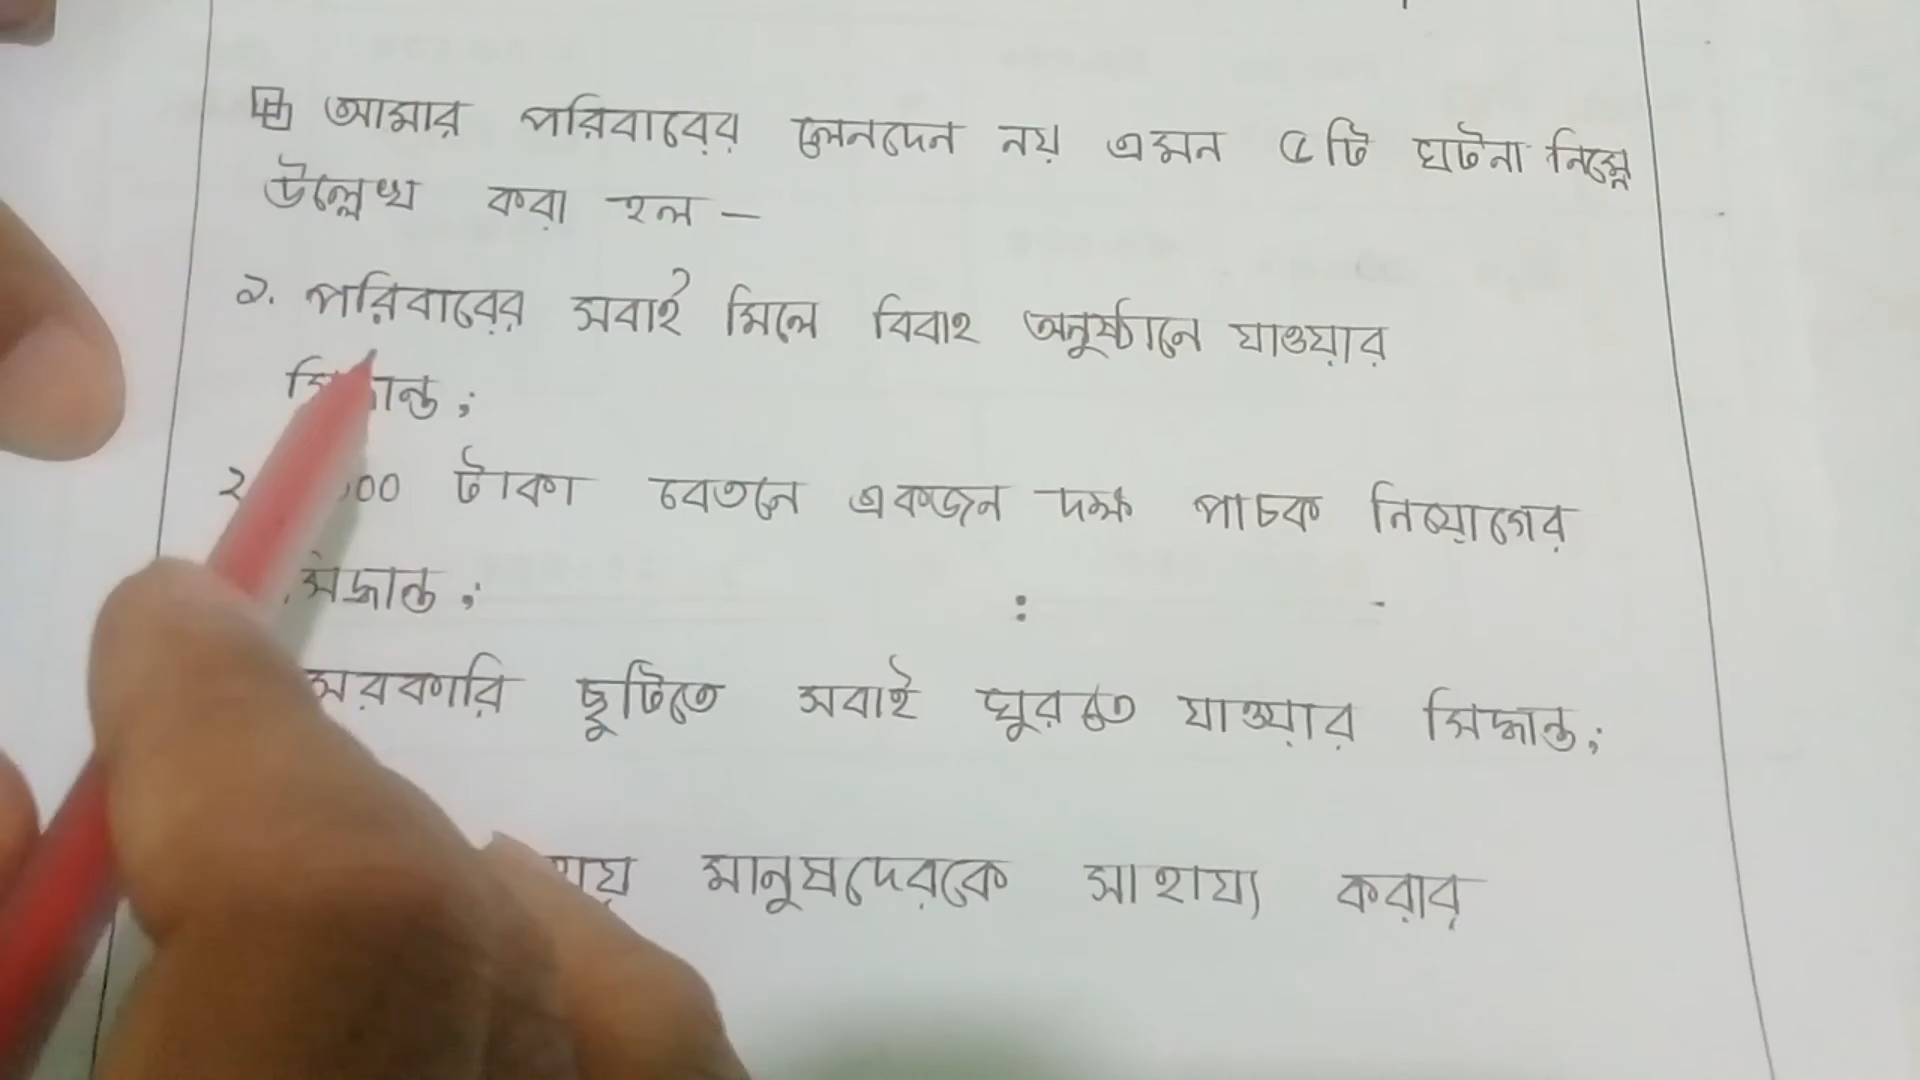 আমার পরিবারের লেনদেন নয় এমন ৫টি ঘটনা নিম্নে
উল্লেখ করা হল –
১. পরিবারের সবাই মিলে বিবাহ অনুষ্ঠানে যাওয়ার
সিদ্ধান্ত;
২ টাকা বেতনে একজন দক্ষ পাচক নিয়োগের
সিদ্ধান্ত;
সরকারি ছুটিতে সবাই ঘুরতে যাওয়ার সিদ্ধান্ত;
মানুষদেরকে সাহায্য করার